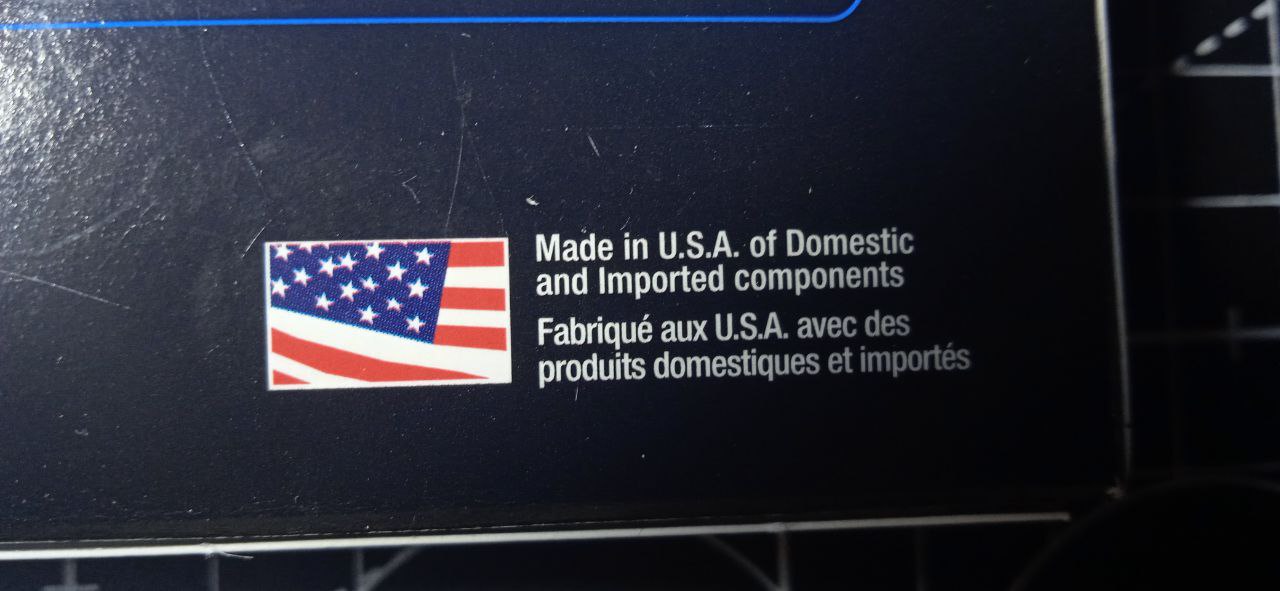 Made in U.S.A. of Domestic
and Imported components
Fabriqué aux U.S.A. avec des
produits domestiques et importés